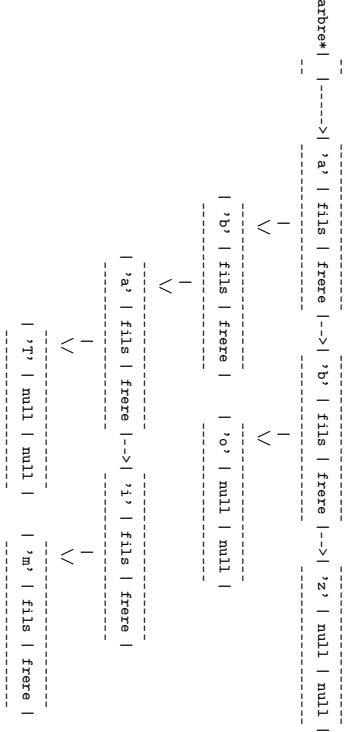 arbre*| |------>| 'a' | fils | frere |-->| 'b' | fils | frere |-->| 'z' | null | null |
| 'b' | fils | frere | | 'o' | null | null |
| 'a' | fils | frere |-->| 'i' | fils | frere |
| 'T' | null | null | | 'm' | fils | frere |